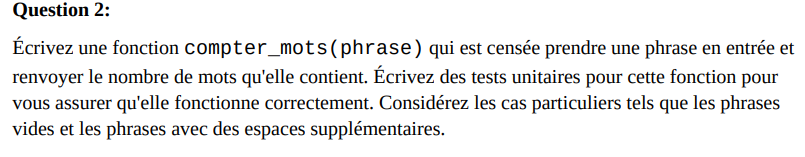 Question 2:
Écrivez une fonction compter_mots(phrase) qui est censée prendre une phrase en entrée et
renvoyer le nombre de mots qu'elle contient. Écrivez des tests unitaires pour cette fonction pour
vous assurer qu'elle fonctionne correctement. Considérez les cas particuliers tels que les phrases
vides et les phrases avec des espaces supplémentaires.